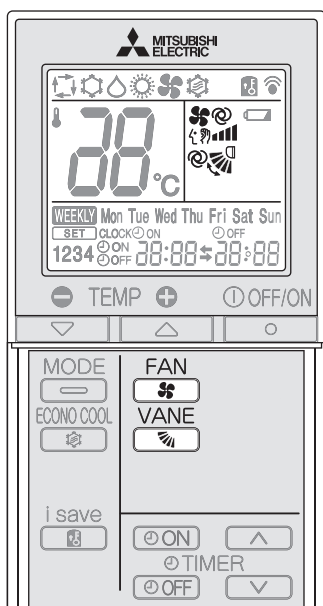 MITSUBISHI
ELECTRIC
88°C
WEEKLY Mon Tue Wed Thu Fri Sat Sun
SET CLOCK ON OFF
1234 ON OFF 88:88 88:88
TEMP OFF/ON
MODE FAN
ECONO COOL VANE
i save
ON
TIMER
OFF